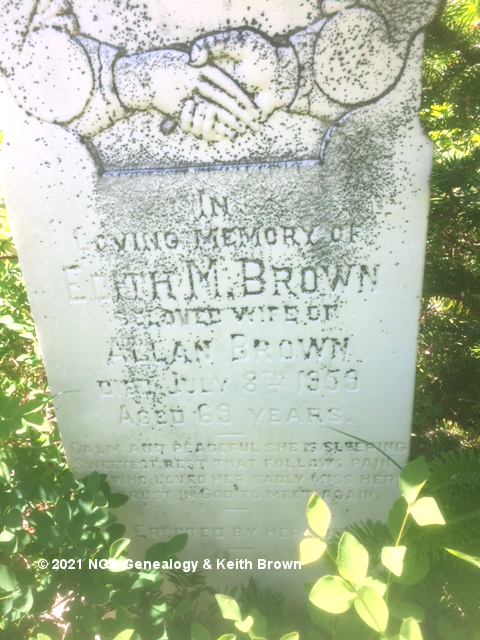 In
Loving Memory of
Edith M. Brown
Beloved wife of
Allan Brown
Died July 8th
Aged 69 years.
Calm and peaceful she is sleeping
Sweetest rest that follows pain
who loved her sadly miss her
trust in God to meet again.
Erected by her
© 2021 NGB Genealogy & Keith Brown